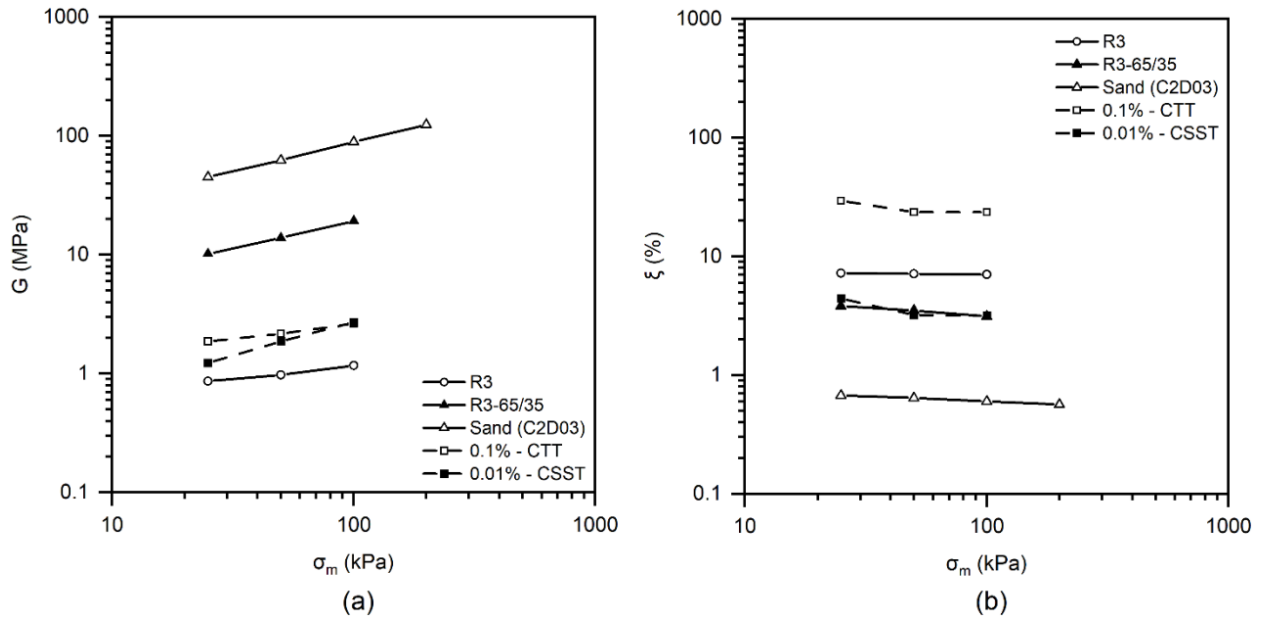 1000
100
10
1
0.1
G (MPa)
R3
R3-65/35
Sand (C2D03)
0.1% - CTT
0.01% - CSST
10
100
1000
σm (kPa)
(a)
1000
100
10
1
0.1
ξ (%)
R3
R3-65/35
Sand (C2D03)
0.1% - CTT
0.01% - CSST
10
100
1000
σm (kPa)
(b)